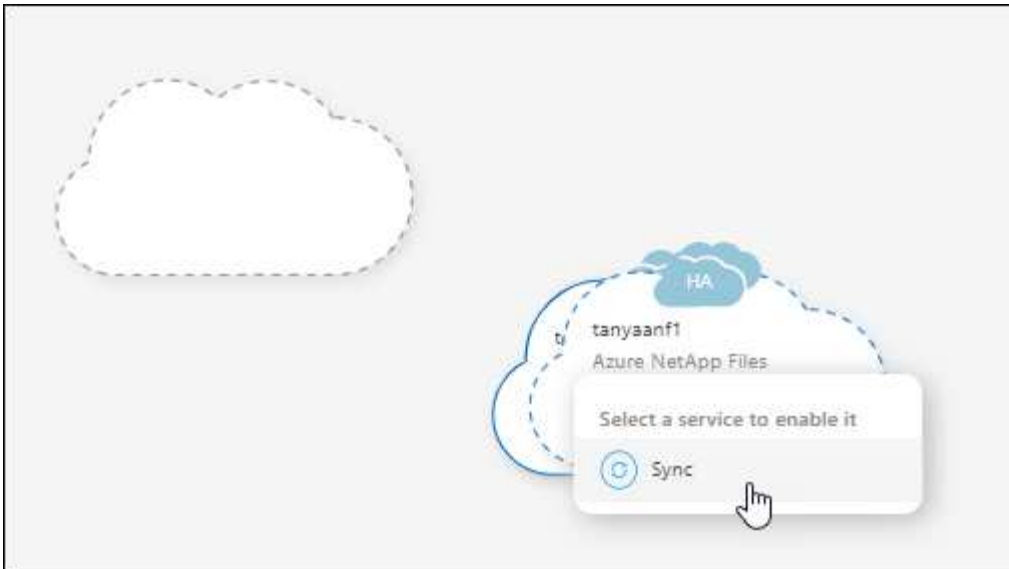 HA
tanyaanf1
Azure NetApp Files
Select a service to enable it
Sync